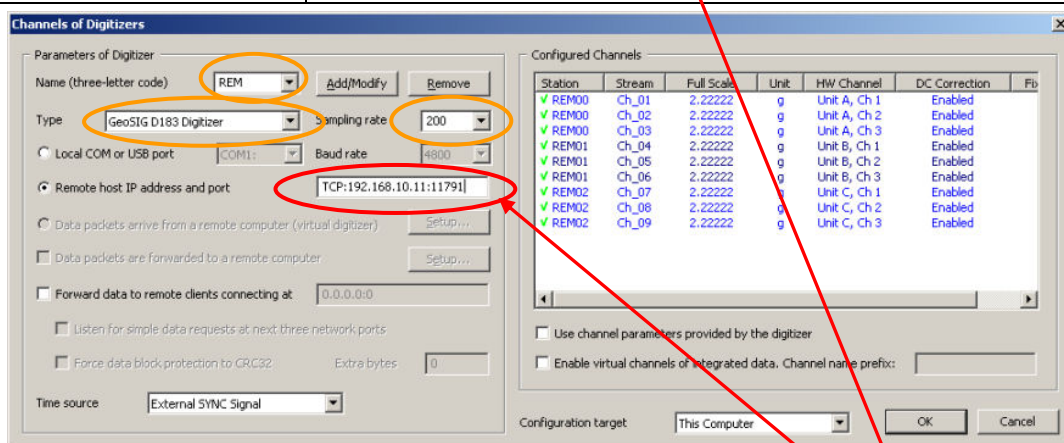 Channels of Digitizers
Parameters of Digitizer
Name (three-letter code) REM Add/Modify Remove
Type GeoSIG D183 Digitizer Sampling rate 200
Local COM or USB port COM1: Baud rate 4800
Remote host IP address and port TCP:192.168.10.11:11791
Data packets arrive from a remote computer (virtual digitizer) Setup...
Data packets are forwarded to a remote computer Setup...
Forward data to remote clients connecting at 0.0.0.0:0
Listen for simple data requests at next three network ports
Force data block protection to CRC32 Extra bytes 0
Time source External SYNC Signal
Configured Channels
Station Stream Full Scale Unit HW Channel DC Correction Fi
REM00 Ch_01 2.22222 g Unit A, Ch 1 Enabled
REM00 Ch_02 2.22222 g Unit A, Ch 2 Enabled
REM00 Ch_03 2.22222 g Unit A, Ch 3 Enabled
REM01 Ch_04 2.22222 g Unit B, Ch 1 Enabled
REM01 Ch_05 2.22222 g Unit B, Ch 2 Enabled
REM01 Ch_06 2.22222 g Unit B, Ch 3 Enabled
REM02 Ch_07 2.22222 g Unit C, Ch 1 Enabled
REM02 Ch_08 2.22222 g Unit C, Ch 2 Enabled
REM02 Ch_09 2.22222 g Unit C, Ch 3 Enabled
Use channel parameters provided by the digitizer
Enable virtual channels of integrated data. Channel name prefix:
Configuration target This Computer OK Cancel